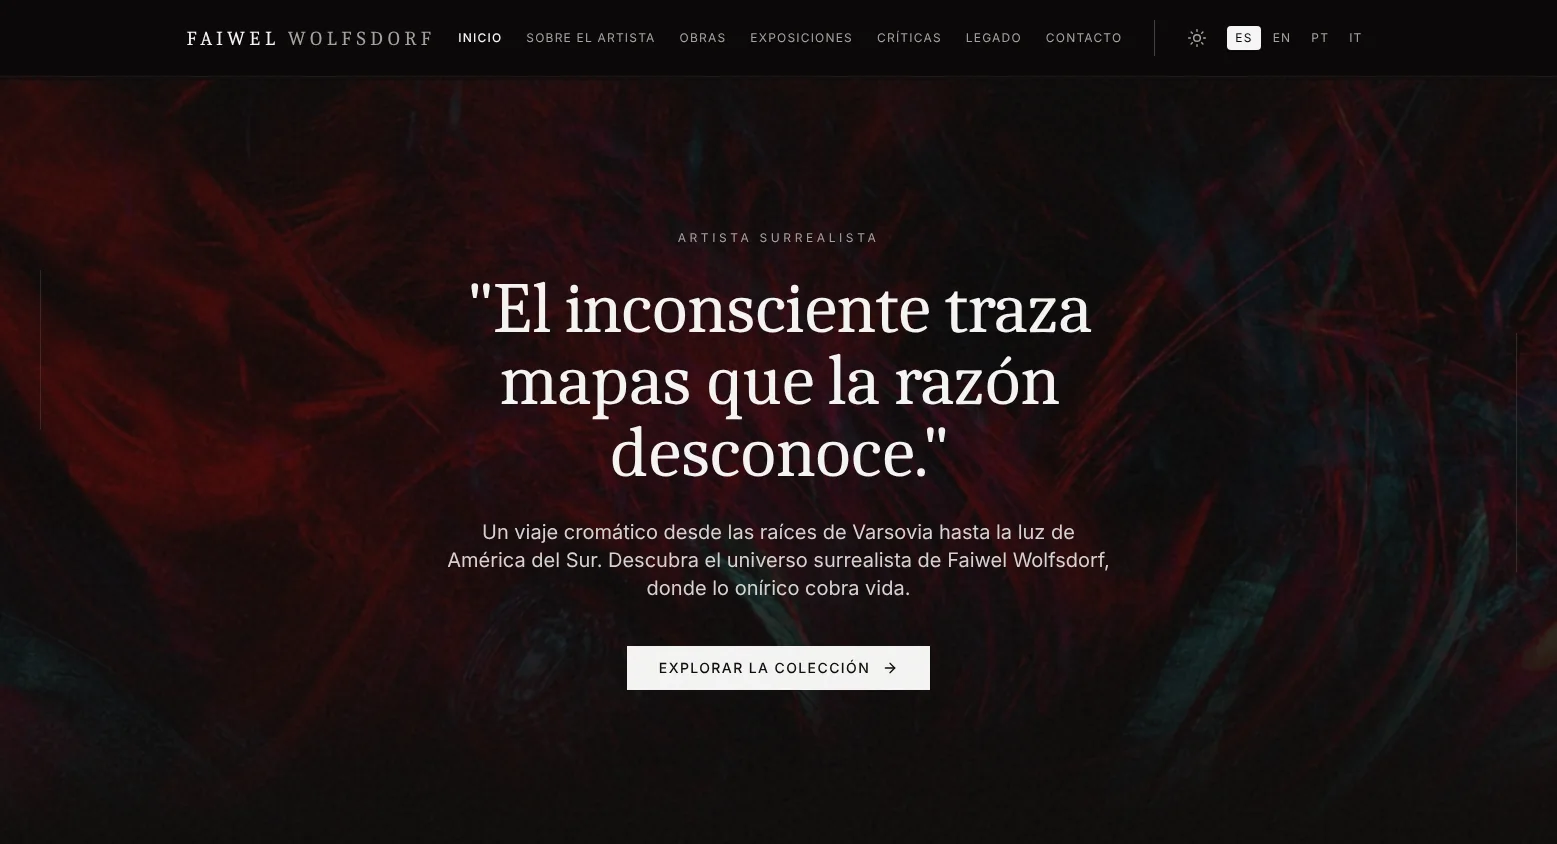 FAIWEL WOLFSDORF INICIO SOBRE EL ARTISTA OBRAS EXPOSICIONES CRÍTICAS LEGADO CONTACTO ES EN PT IT
ARTISTA SURREALISTA
"El inconsciente traza
mapas que la razón
desconoce."
Un viaje cromático desde las raíces de Varsovia hasta la luz de
América del Sur. Descubra el universo surrealista de Faiwel Wolfsdorf,
donde lo onírico cobra vida.
EXPLORAR LA COLECCIÓN →